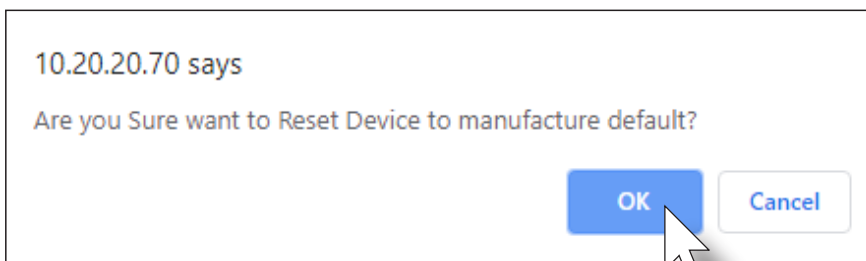 10.20.20.70 says
Are you Sure want to Reset Device to manufacture default?
OK Cancel